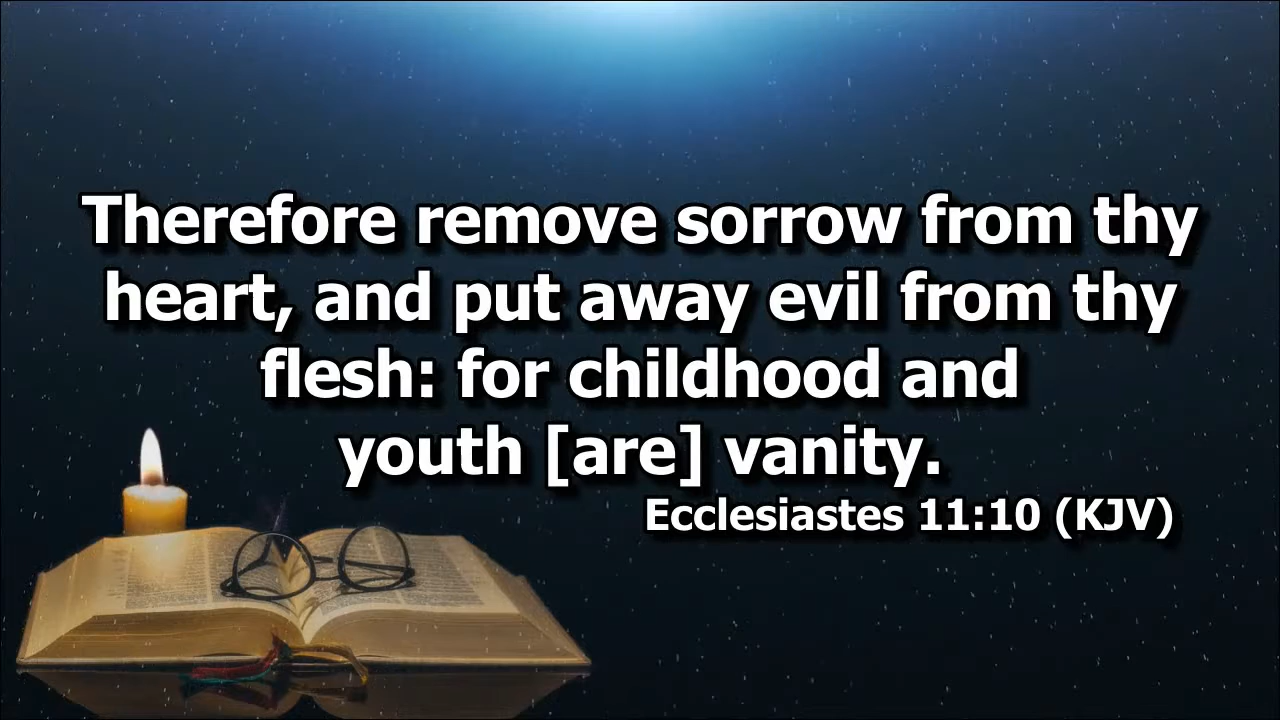 Therefore remove sorrow from thy
heart, and put away evil from thy
flesh: for childhood and
youth [are] vanity.
Ecclesiastes 11:10 (KJV)